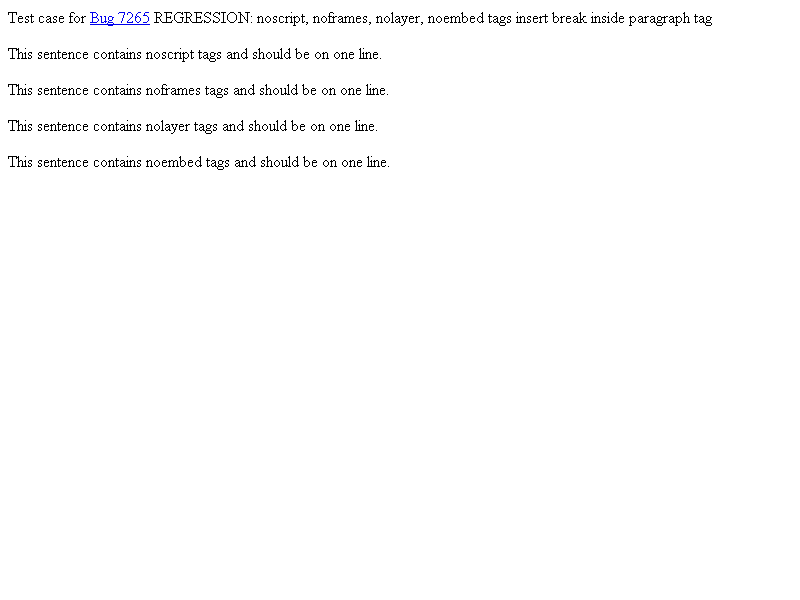 Test case for Bug 7265 REGRESSION: noscript, noframes, nolayer, noembed tags insert break inside paragraph tag
This sentence contains noscript tags and should be on one line.
This sentence contains noframes tags and should be on one line.
This sentence contains nolayer tags and should be on one line.
This sentence contains noembed tags and should be on one line.